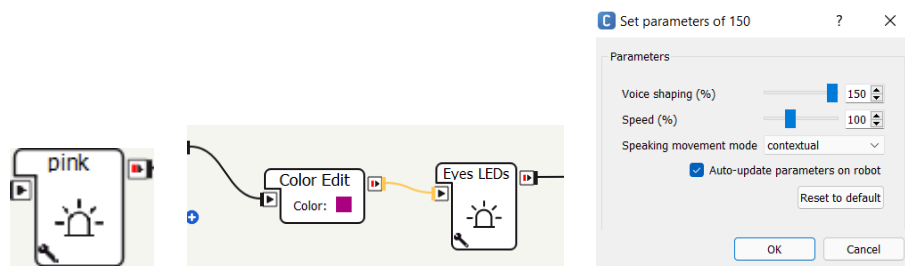 pink
Color Edit
Color:
Eyes LEDs
C Set parameters of 150 ?
Parameters
Voice shaping (%) 150
Speed (%) 100
Speaking movement mode contextual
Auto-update parameters on robot
Reset to default
OK Cancel